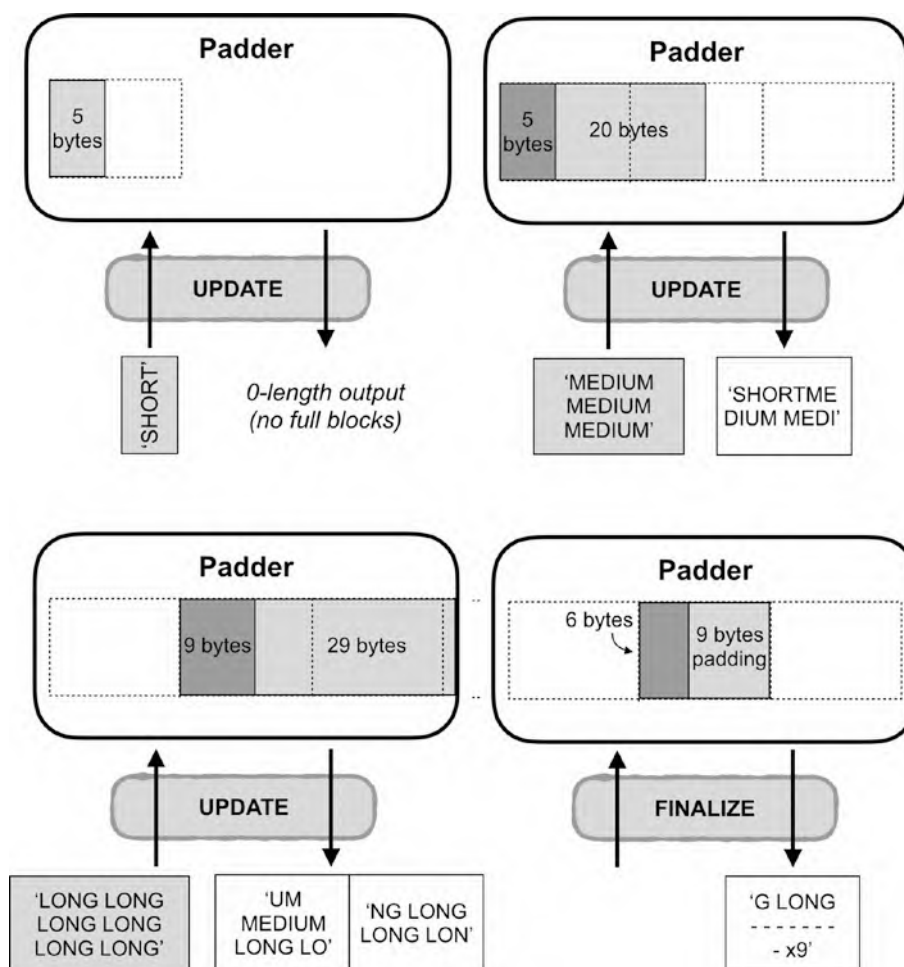 Padder
5
bytes
UPDATE
'SHORT'
0-length output
(no full blocks)
Padder
5
bytes
20 bytes
UPDATE
'MEDIUM
MEDIUM
MEDIUM'
'SHORTME
DIUM MEDI'
Padder
9 bytes
29 bytes
UPDATE
'LONG LONG
LONG LONG
LONG LONG'
'UM
MEDIUM
LONG LO'
'NG LONG
LONG LON'
Padder
6 bytes
9 bytes
padding
FINALIZE
'G LONG
- x9'